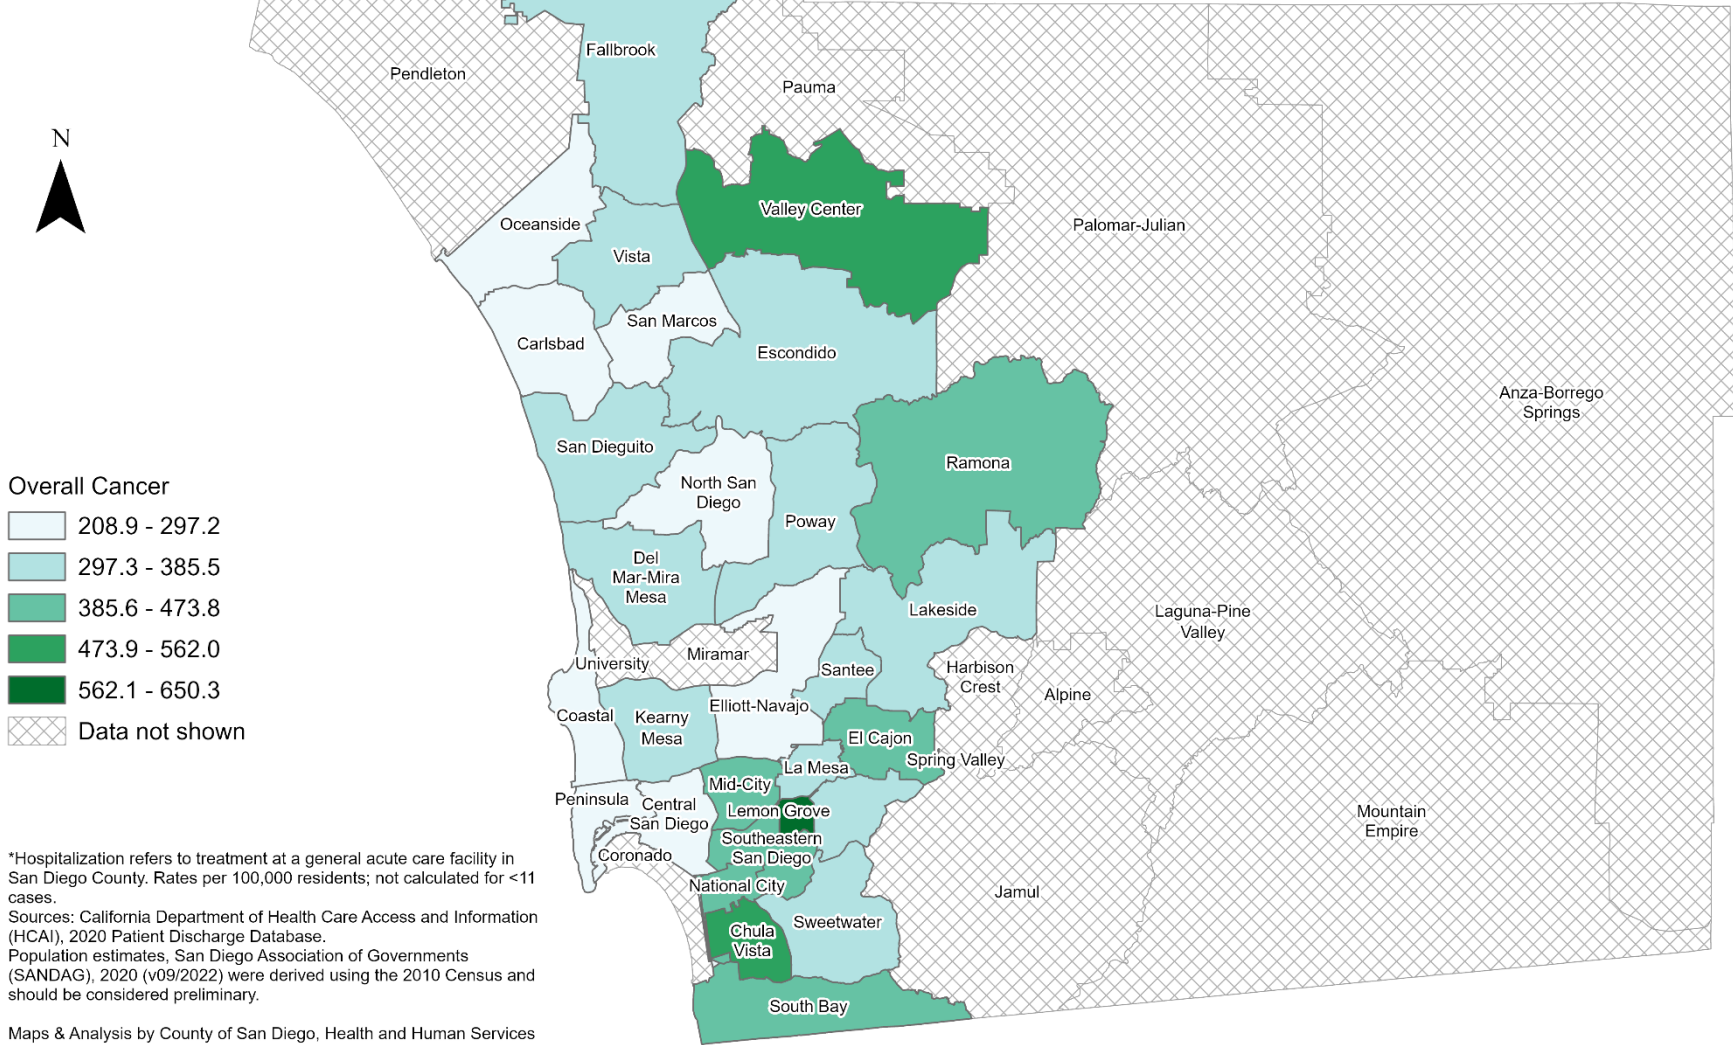 Fallbrook
Pendleton
Pauma
N
Valley Center
Oceanside
Palomar-Julian
Vista
San Marcos
Carlsbad
Escondido
Anza-Borrego
Springs
San Dieguito
Ramona
North San
Diego
Poway
Del
Mar-Mira
Mesa
Lakeside
Laguna-Pine
Valley
University
Miramar
Santee
Harbison
Crest
Alpine
Elliott-Navajo
Coastal
Kearny
Mesa
El Cajon
Spring Valley
La Mesa
Mid-City
Peninsula
Central
San Diego
Lemon Grove
Mountain
Empire
Southeastern
San Diego
Coronado
National City
Jamul
Sweetwater
Chula
Vista
South Bay
Overall Cancer
208.9 - 297.2
297.3 - 385.5
385.6 - 473.8
473.9 - 562.0
562.1 - 650.3
Data not shown
*Hospitalization refers to treatment at a general acute care facility in
San Diego County. Rates per 100,000 residents; not calculated for <11
cases.
Sources: California Department of Health Care Access and Information
(HCAI), 2020 Patient Discharge Database.
Population estimates, San Diego Association of Governments
(SANDAG), 2020 (v09/2022) were derived using the 2010 Census and
should be considered preliminary.
Maps & Analysis by County of San Diego, Health and Human Services